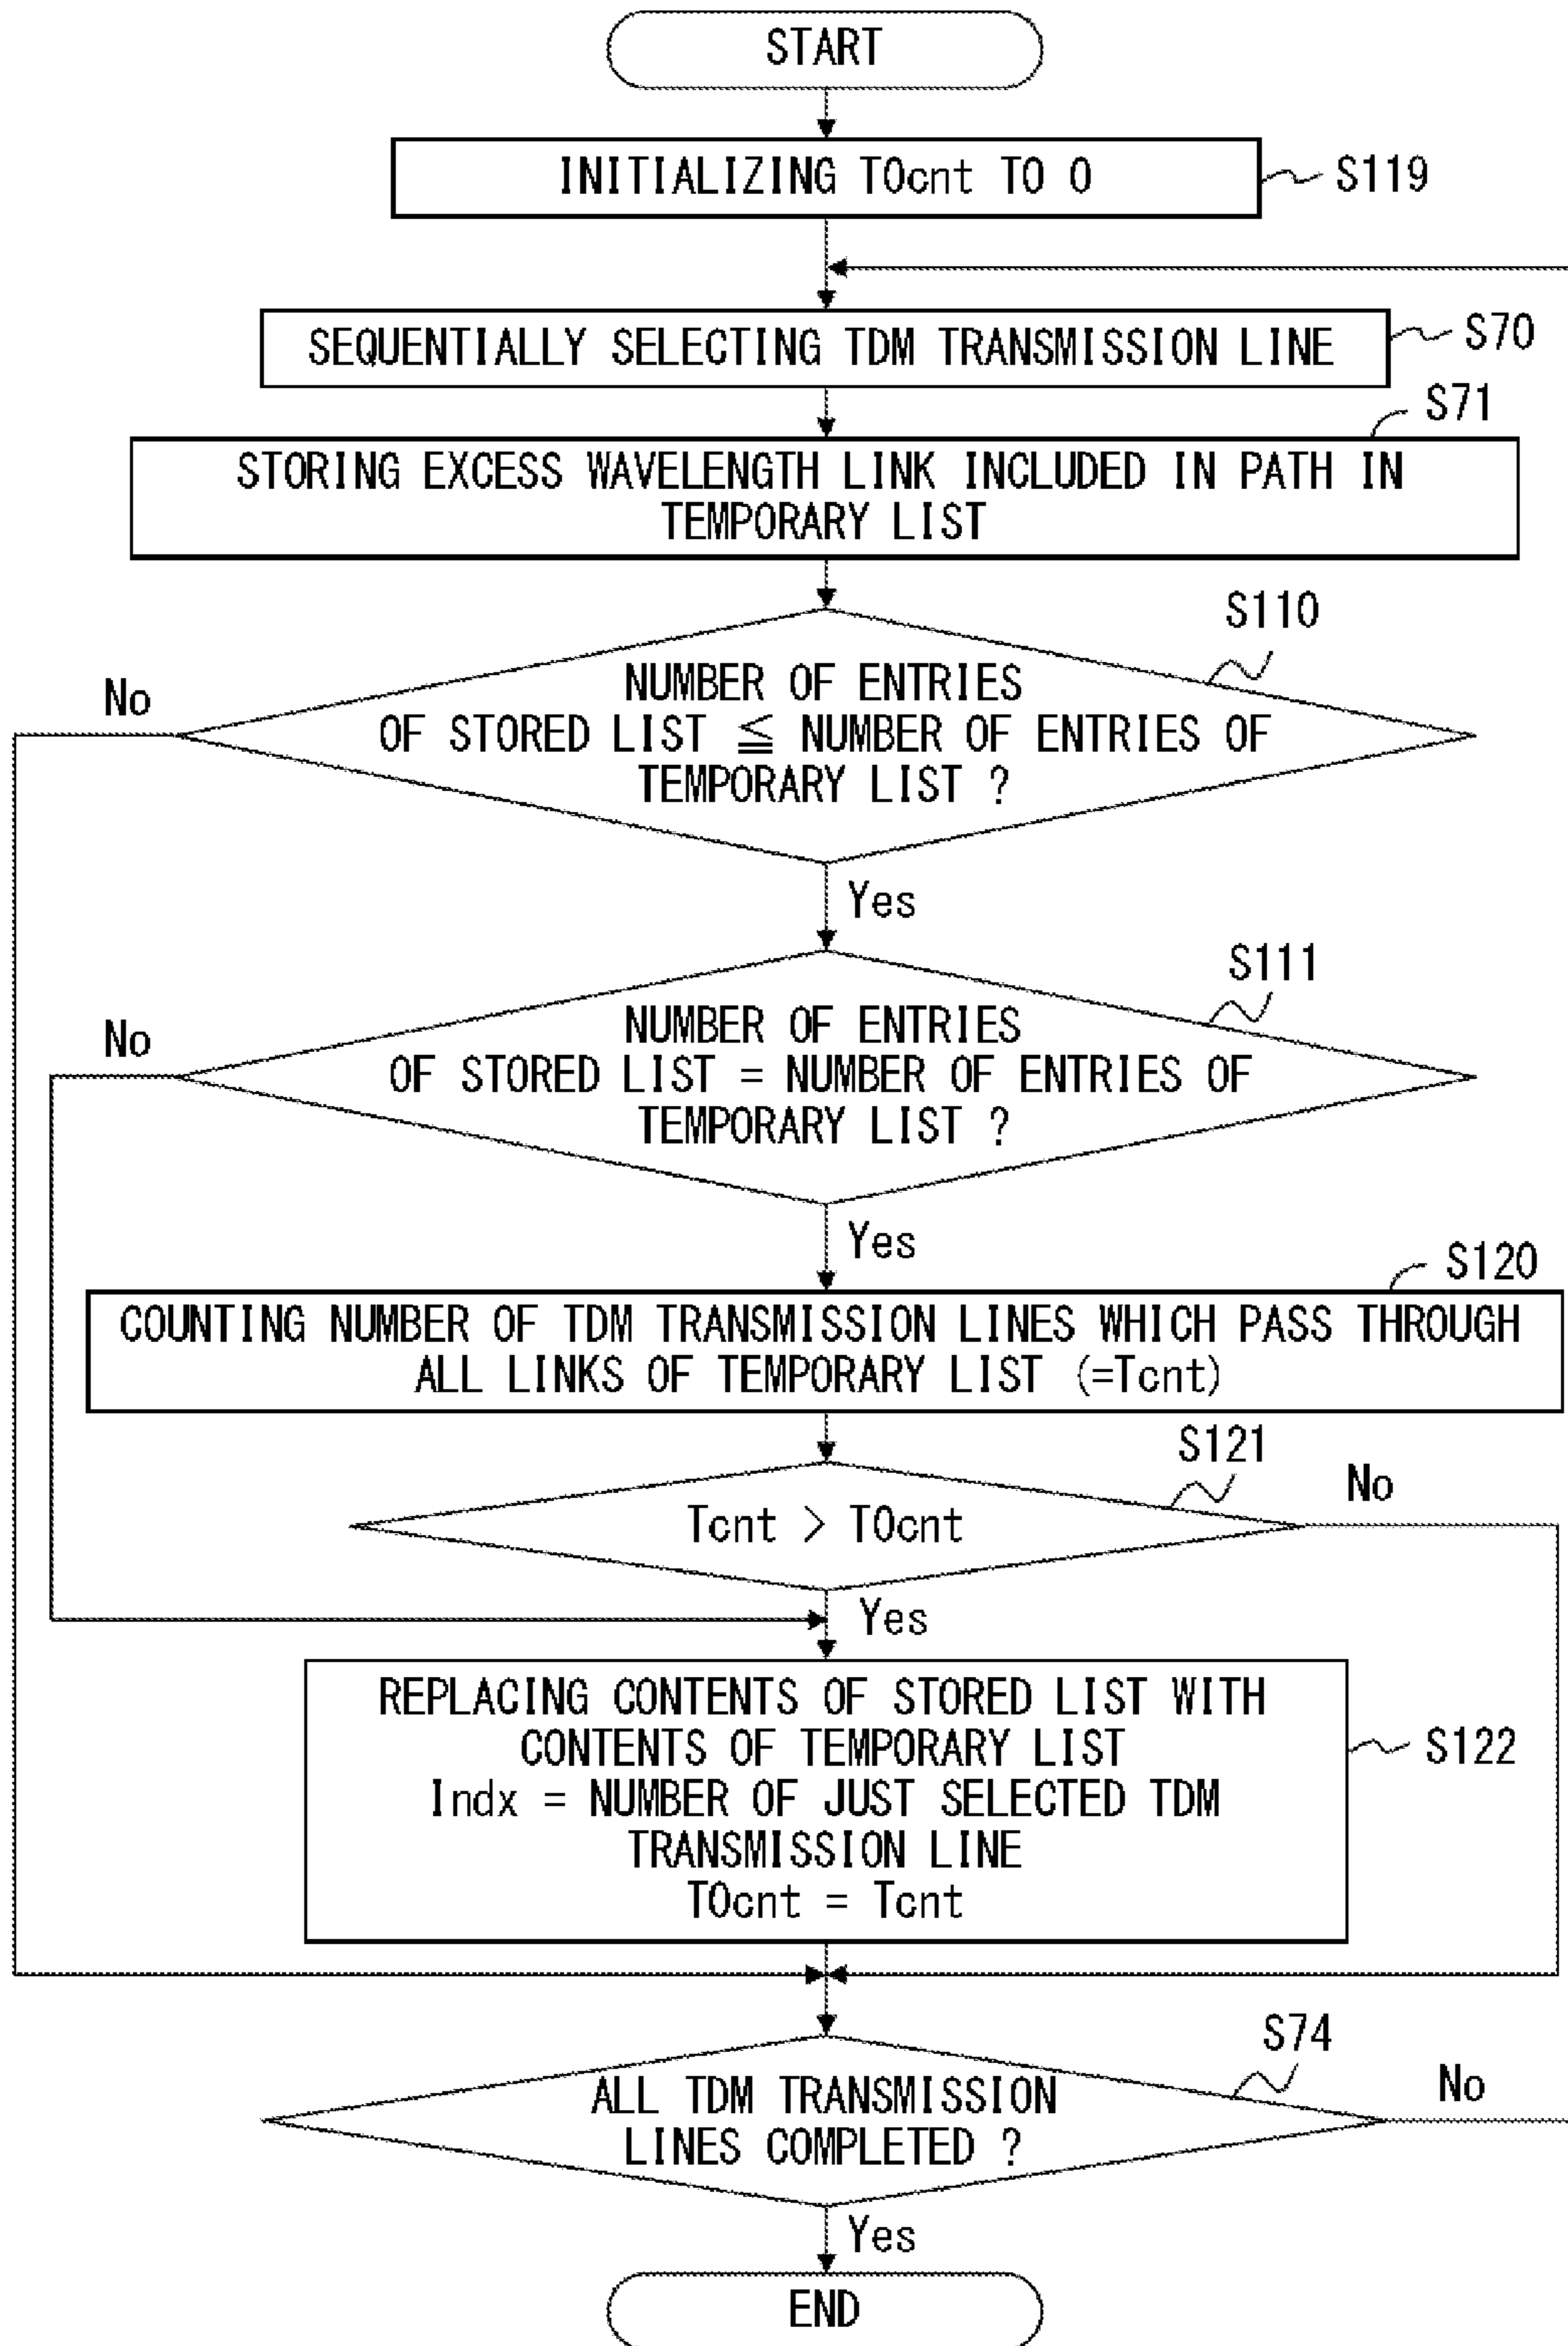 START
INITIALIZING T0cnt TO 0
S119
SEQUENTIALLY SELECTING TDM TRANSMISSION LINE
S70
S71
STORING EXCESS WAVELENGTH LINK INCLUDED IN PATH IN
TEMPORARY LIST
S110
No
NUMBER OF ENTRIES
OF STORED LIST ≦ NUMBER OF ENTRIES OF
TEMPORARY LIST ?
Yes
S111
No
NUMBER OF ENTRIES
OF STORED LIST = NUMBER OF ENTRIES OF
TEMPORARY LIST ?
Yes
S120
COUNTING NUMBER OF TDM TRANSMISSION LINES WHICH PASS THROUGH
ALL LINKS OF TEMPORARY LIST (=Tcnt)
S121
No
Tcnt > T0cnt
Yes
REPLACING CONTENTS OF STORED LIST WITH
CONTENTS OF TEMPORARY LIST
Indx = NUMBER OF JUST SELECTED TDM
TRANSMISSION LINE
T0cnt = Tcnt
S122
S74
No
ALL TDM TRANSMISSION
LINES COMPLETED ?
Yes
END